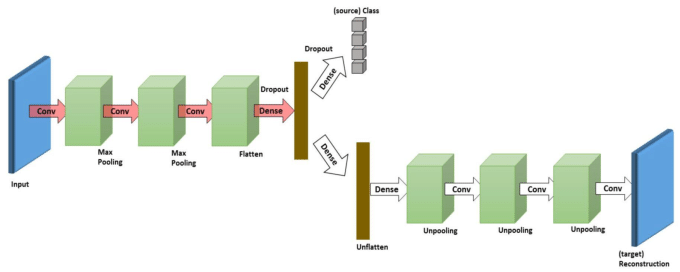 (source) Class
Dropout
Dense
Dropout
Conv
Conv
Conv
Dense
Max
Pooling
Max
Pooling
Flatten
Input
Dense
Dense
Conv
Conv
Conv
Unflatten
Unpooling
Unpooling
Unpooling
(target)
Reconstruction